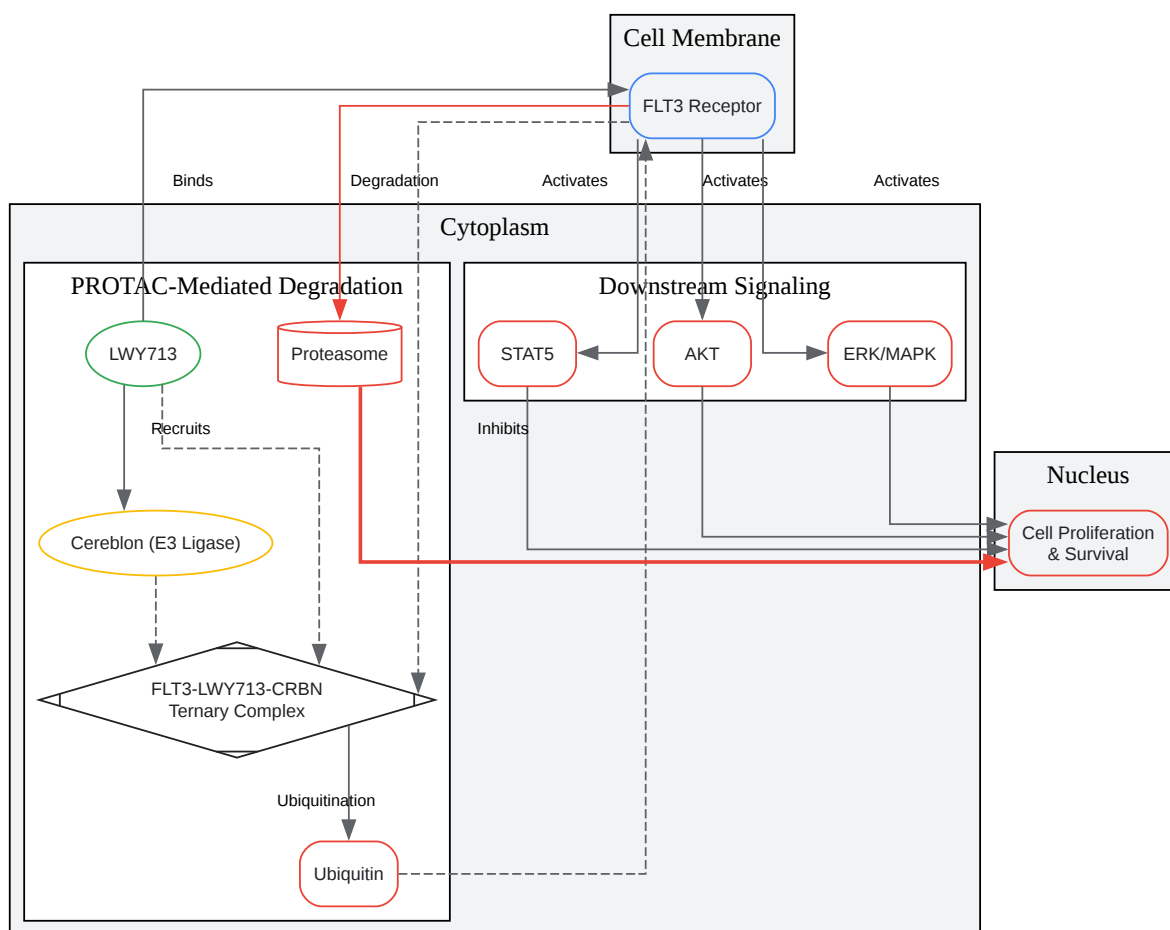 Cell Membrane
FLT3 Receptor
Binds
Degradation
Activates
Activates
Activates
Cytoplasm
PROTAC-Mediated Degradation
Downstream Signaling
LWY713
Proteasome
STAT5
AKT
ERK/MAPK
Recruits
Inhibits
Nucleus
Cereblon (E3 Ligase)
Cell Proliferation
& Survival
FLT3-LWY713-CRBN
Ternary Complex
Ubiquitination
Ubiquitin